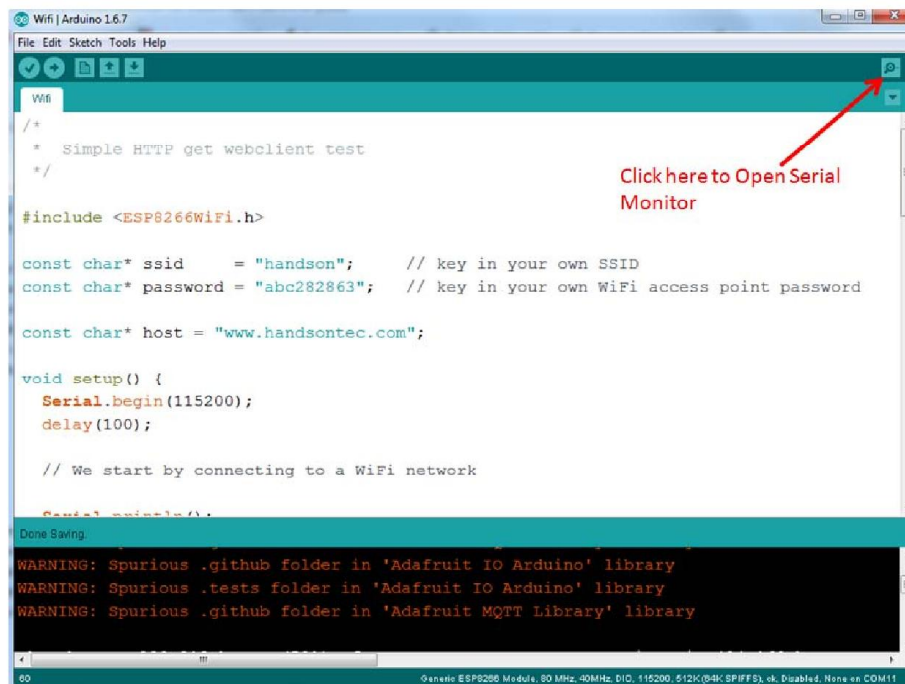 Wifi | Arduino 1.6.7
File Edit Sketch Tools Help
Wifi
/*
 *  Simple HTTP get webclient test
 */
Click here to Open Serial
Monitor
#include <ESP8266WiFi.h>
const char* ssid     = "handson";     // key in your own SSID
const char* password = "abc282863";   // key in your own WiFi access point password
const char* host = "www.handsontec.com";
void setup() {
  Serial.begin(115200);
  delay(100);
  // We start by connecting to a WiFi network
  Serial.println();
Done Saving.
WARNING: Spurious .github folder in 'Adafruit IO Arduino' library
WARNING: Spurious .tests folder in 'Adafruit IO Arduino' library
WARNING: Spurious .github folder in 'Adafruit MQTT Library' library
60
Generic ESP8266 Module, 80 MHz, 40MHz, DIO, 115200, 512K (64K SPIFFS), ck, Disabled, None on COM11